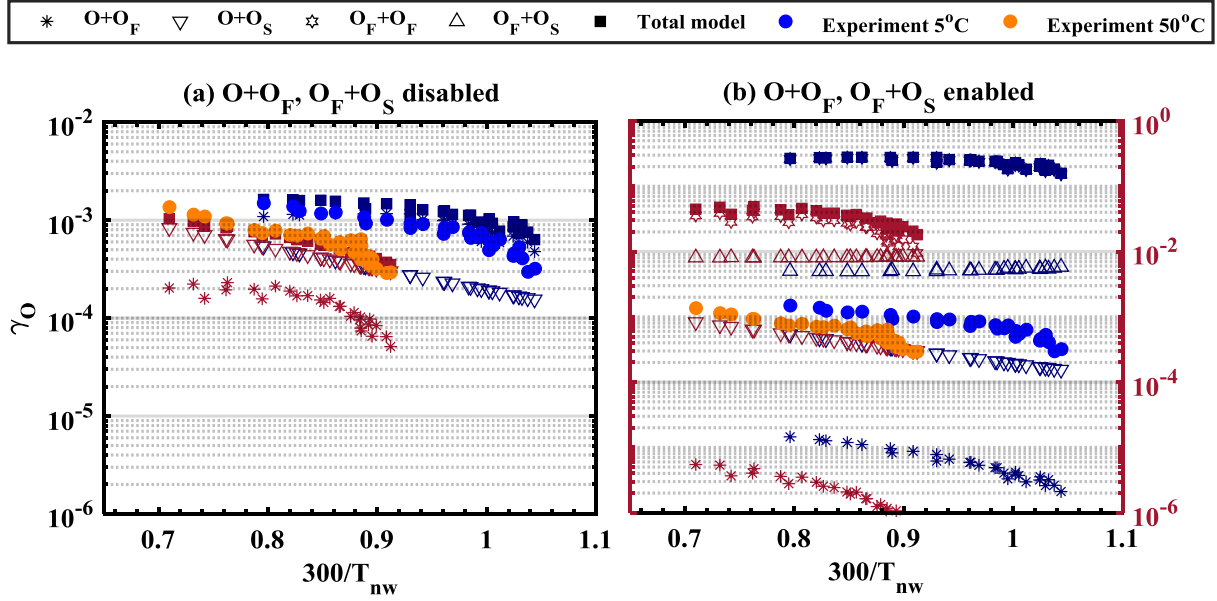 O+O_F O+O_S O_F+O_F O_F+O_S Total model Experiment 5°C Experiment 50°C
(a) O+O_F, O_F+O_S disabled
(b) O+O_F, O_F+O_S enabled
10^-2
10^-3
10^-4
10^-5
10^-6
γ_O
0.7 0.8 0.9 1 1.1
300/T_nw
10^0
10^-2
10^-4
10^-6
0.7 0.8 0.9 1 1.1
300/T_nw